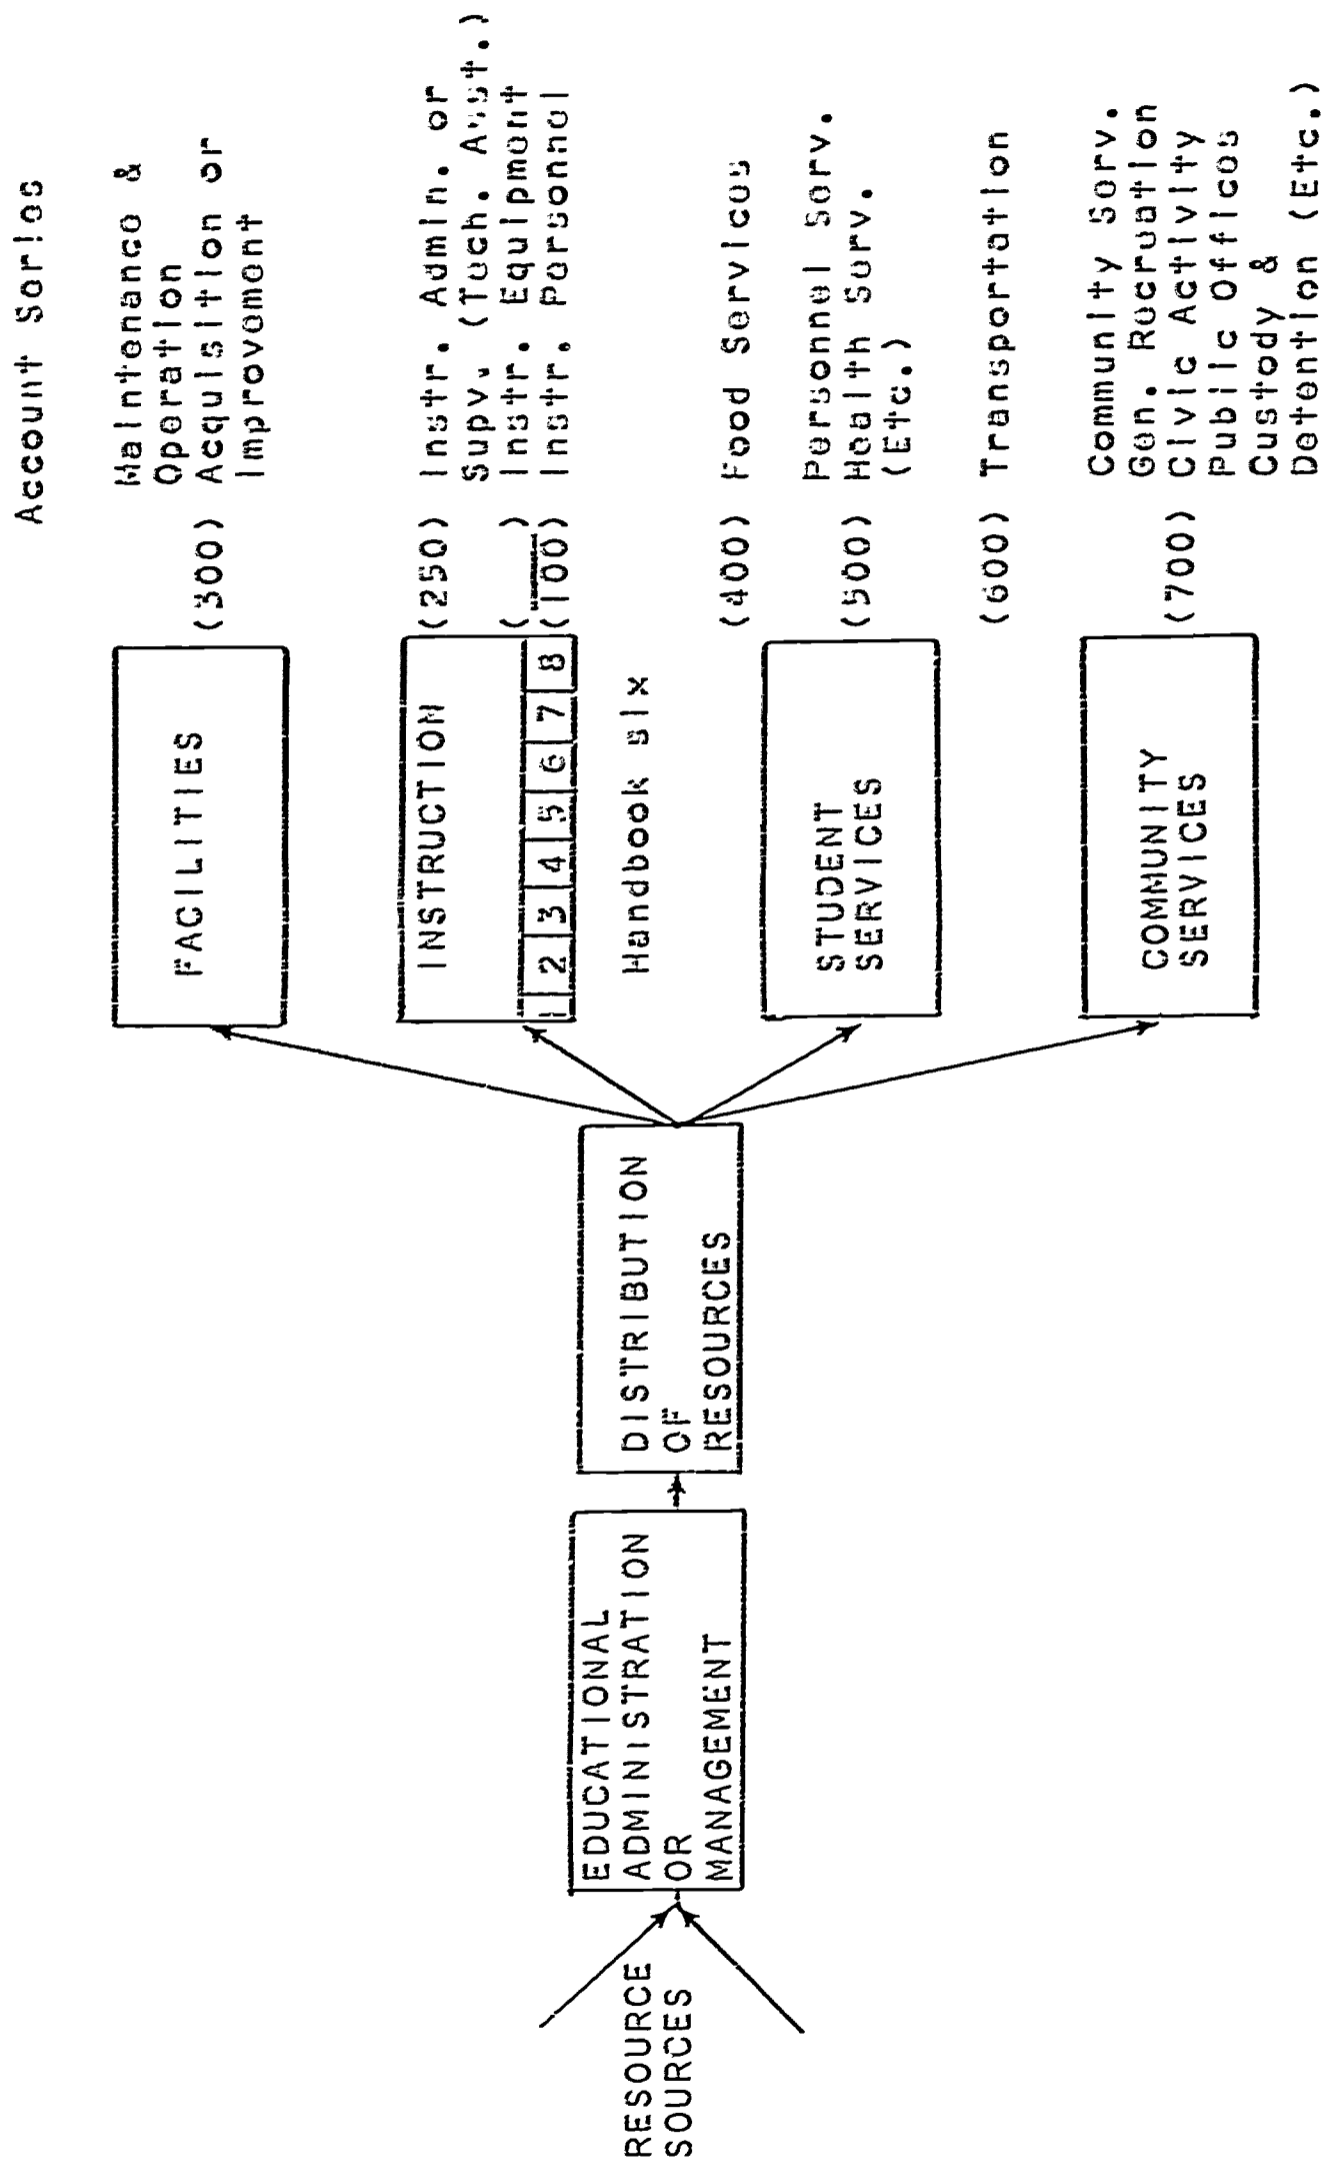 Account Series
RESOURCE
SOURCES
EDUCATIONAL
ADMINISTRATION
OR
MANAGEMENT
DISTRIBUTION
OF
RESOURCES
FACILITIES
(300)
Maintenance &
Operation
Acquisition or
Improvement
INSTRUCTION
1 2 3 4 5 6 7 8
Handbook six
(250) Instr. Admin. or
Supv. (Tech. Asst.)
(   ) Instr. Equipment
(100) Instr. Personnel
STUDENT
SERVICES
(400) Food Services
Personnel Serv.
(500) Health Serv.
(Etc.)
(600) Transportation
COMMUNITY
SERVICES
Community Serv.
Gen. Recreation
(700) Civic Activity
Public Offices
Custody &
Detention (Etc.)